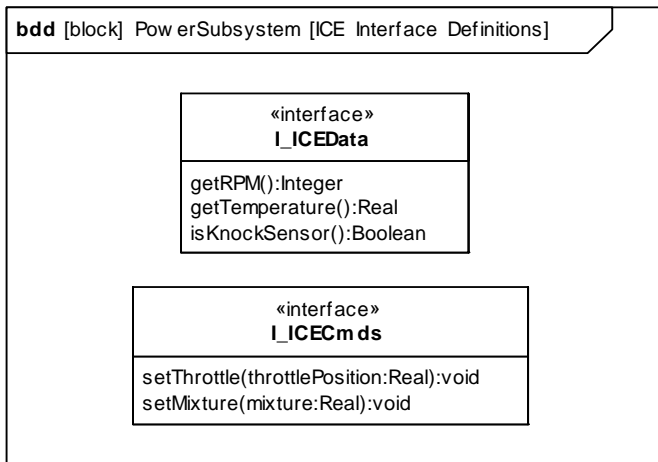 bdd [block] PowerSubsystem [ICE Interface Definitions]
«interface»
I_ICEData
getRPM():Integer
getTemperature():Real
isKnockSensor():Boolean
«interface»
I_ICECmds
setThrottle(throttlePosition:Real):void
setMixture(mixture:Real):void